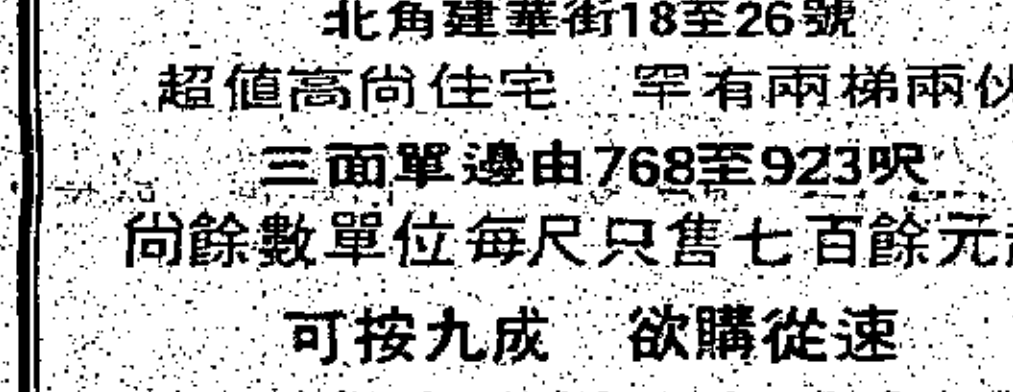 北角建華街18至26號
超值高尚住宅 罕有兩梯兩伙
三面單邊由768至923呎
尚餘數單位每尺只售七百餘元
可按九成 欲購從速